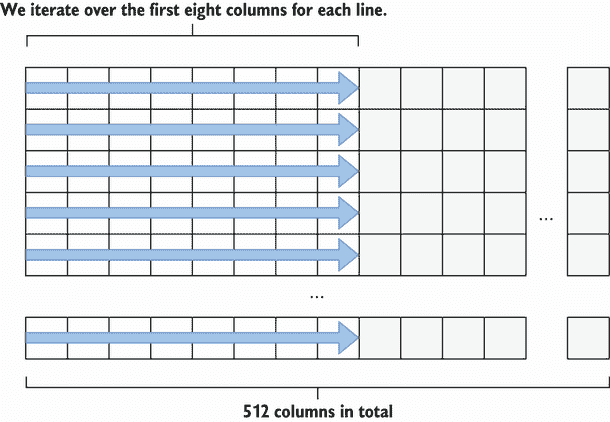 We iterate over the first eight columns for each line.
...
...
512 columns in total